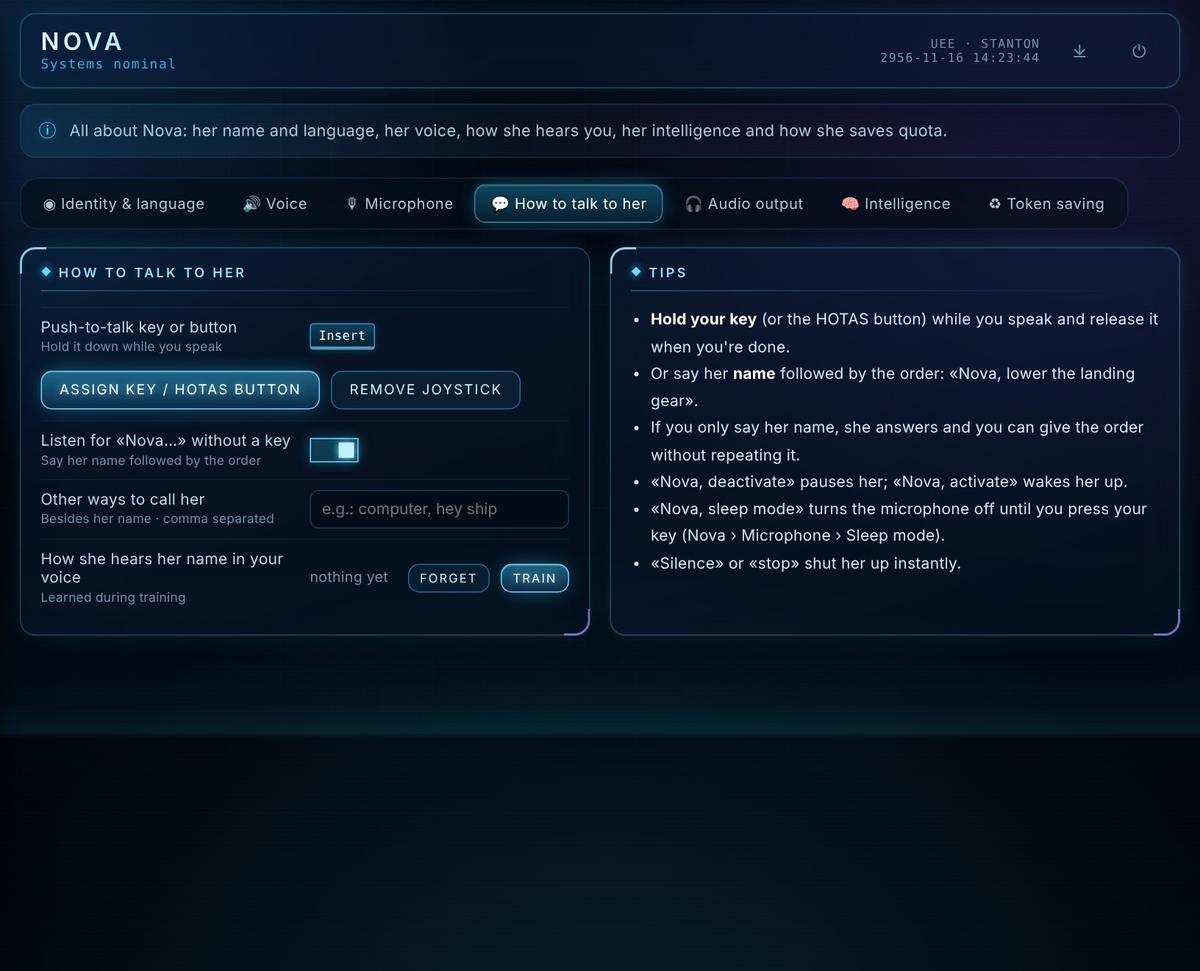 NOVA
Systems nominal
UEE · STANTON
2956-11-16 14:23:44
All about Nova: her name and language, her voice, how she hears you, her intelligence and how she saves quota.
Identity & language
Voice
Microphone
How to talk to her
Audio output
Intelligence
Token saving
HOW TO TALK TO HER
Push-to-talk key or button
Hold it down while you speak
Insert
ASSIGN KEY / HOTAS BUTTON
REMOVE JOYSTICK
Listen for «Nova…» without a key
Say her name followed by the order
Other ways to call her
Besides her name · comma separated
e.g.: computer, hey ship
How she hears her name in your
voice
Learned during training
nothing yet
FORGET
TRAIN
TIPS
• Hold your key (or the HOTAS button) while you speak and release it
when you're done.
• Or say her name followed by the order: «Nova, lower the landing
gear».
• If you only say her name, she answers and you can give the order
without repeating it.
• «Nova, deactivate» pauses her; «Nova, activate» wakes her up.
• «Nova, sleep mode» turns the microphone off until you press your
key (Nova › Microphone › Sleep mode).
• «Silence» or «stop» shut her up instantly.